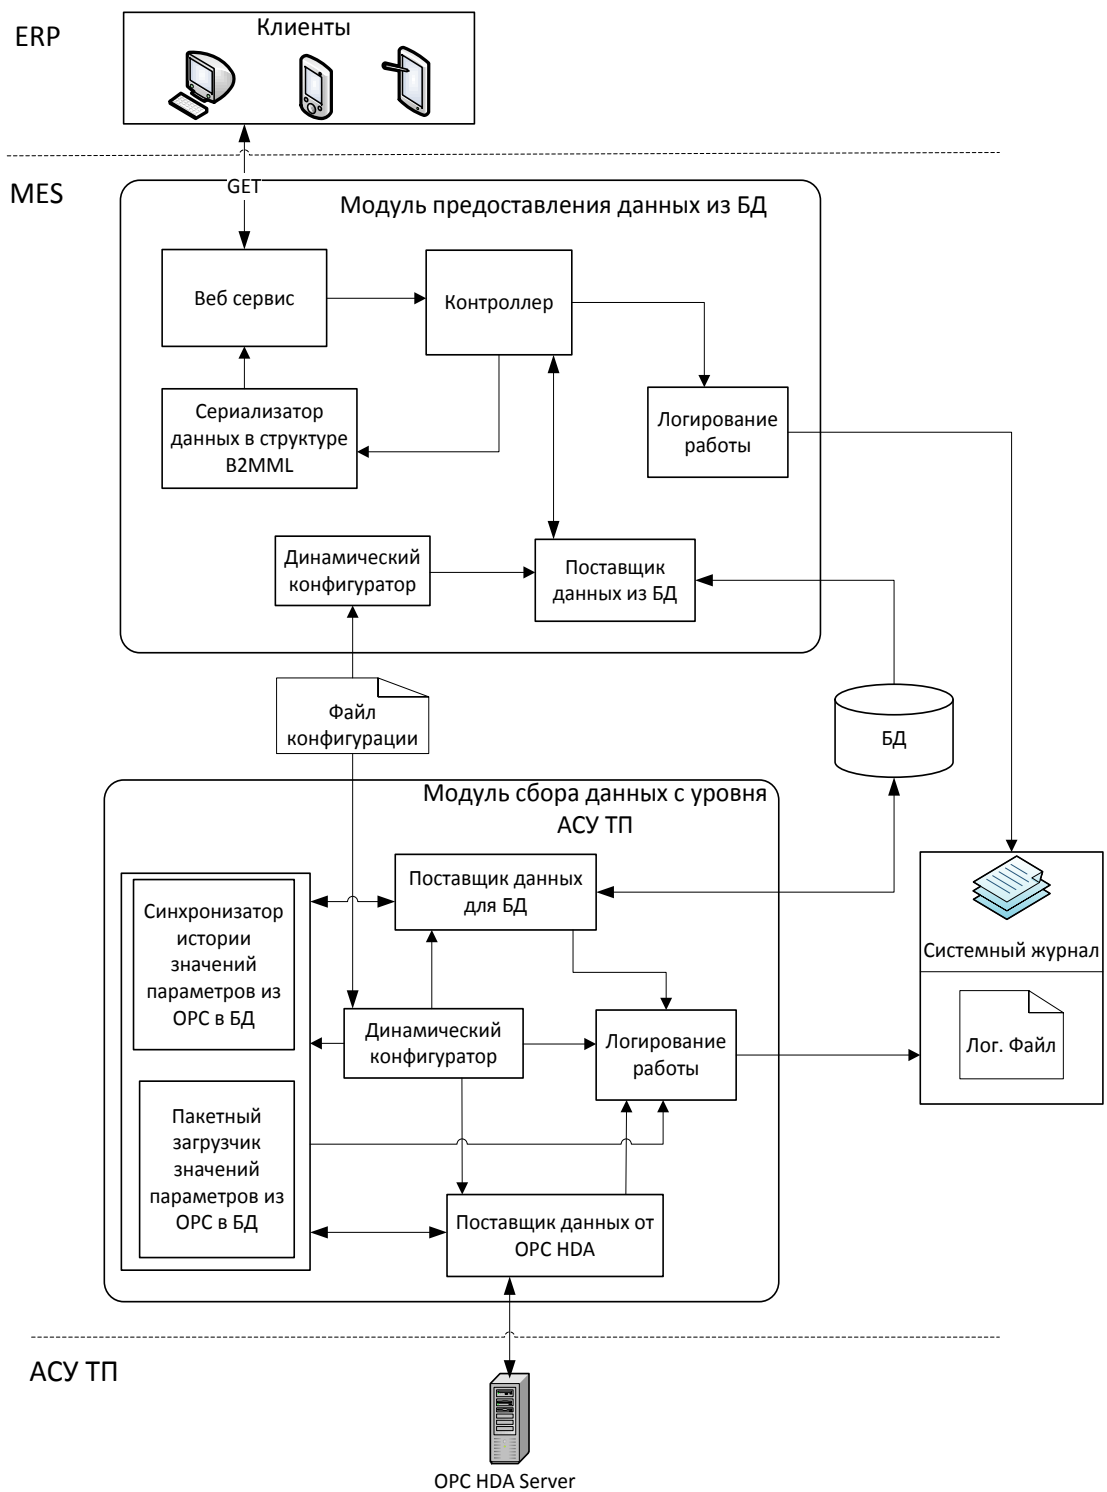 ERP
Клиенты
GET
MES
Модуль предоставления данных из БД
Веб сервис
Контроллер
Сериализатор
данных в структуре
B2MML
Логирование
работы
Динамический
конфигуратор
Поставщик
данных из БД
Файл
конфигурации
БД
Модуль сбора данных с уровня
АСУ ТП
Поставщик данных
для БД
Синхронизатор
истории
значений
параметров из
OPC в БД
Динамический
конфигуратор
Логирование
работы
Системный журнал
Лог. Файл
Пакетный
загрузчик
значений
параметров из
OPC в БД
Поставщик данных от
OPC HDA
АСУ ТП
OPC HDA Server